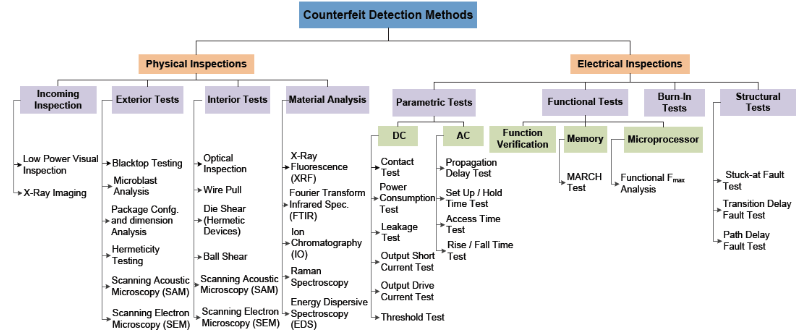 Counterfeit Detection Methods
Physical Inspections
Electrical Inspections
Incoming
Inspection
Exterior Tests
Interior Tests
Material Analysis
Parametric Tests
Functional Tests
Burn-In
Tests
Structural
Tests
DC
AC
Function
Verification
Memory
Microprocessor
Low Power Visual
Inspection
X-Ray Imaging
Blacktop Testing
Microblast
Analysis
Package Confg.
and dimension
Analysis
Hermeticity
Testing
Scanning Acoustic
Microscopy (SAM)
Scanning Electron
Microscopy (SEM)
Optical
Inspection
Wire Pull
Die Shear
(Hermetic
Devices)
Ball Shear
Scanning Acoustic
Microscopy (SAM)
Scanning Electron
Microscopy (SEM)
X-Ray
Fluorescence
(XRF)
Fourier Transform
Infrared Spec.
(FTIR)
Ion
Chromatography
(IO)
Raman
Spectroscopy
Energy Dispersive
Spectroscopy
(EDS)
Contact
Test
Power
Consumption
Test
Leakage
Test
Output Short
Current Test
Output Drive
Current Test
Threshold Test
Propagation
Delay Test
Set Up / Hold
Time Test
Access Time
Test
Rise / Fall Time
Test
MARCH
Test
Functional Fmax
Analysis
Stuck-at Fault
Test
Transition Delay
Fault Test
Path Delay
Fault Test